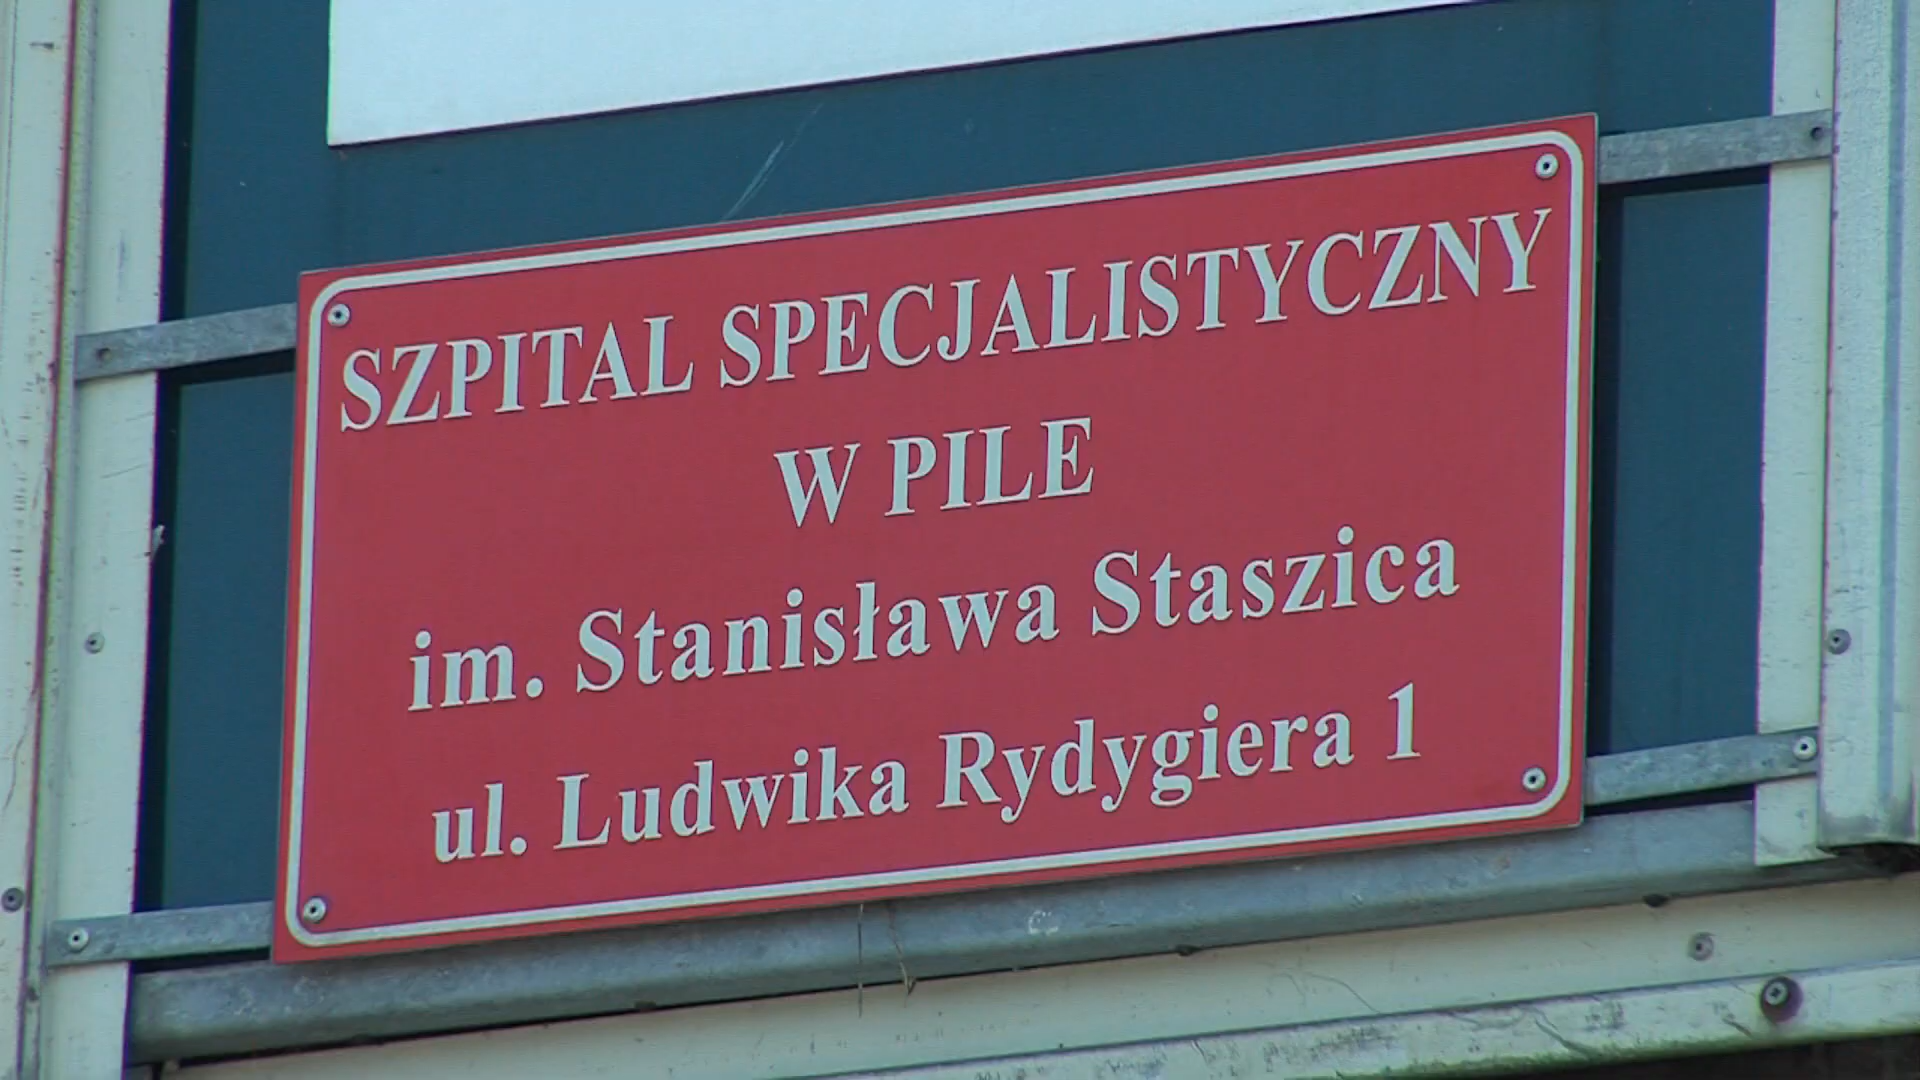 SZPITAL SPECJALISTYCZNY
W PILE
im. Stanisława Staszica
ul. Ludwika Rydygiera 1